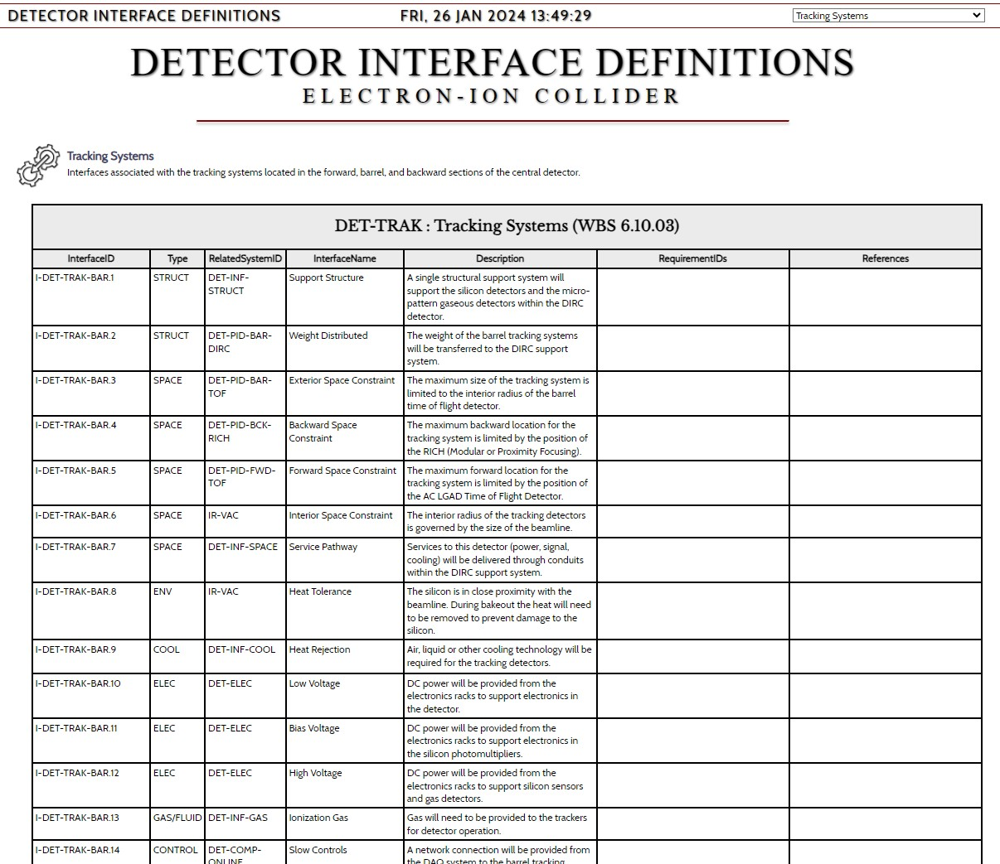 DETECTOR INTERFACE DEFINITIONS FRI, 26 JAN 2024 13:49:29 Tracking Systems
DETECTOR INTERFACE DEFINITIONS
ELECTRON-ION COLLIDER
Tracking Systems
Interfaces associated with the tracking systems located in the forward, barrel, and backward sections of the central detector.
DET-TRAK : Tracking Systems (WBS 6.10.03)
InterfaceID Type RelatedSystemID InterfaceName Description RequirementIDs References
I-DET-TRAK-BAR.1 STRUCT DET-INF- Support Structure A single structural support system will
STRUCT support the silicon detectors and the micro-
pattern gaseous detectors within the DIRC
detector.
I-DET-TRAK-BAR.2 STRUCT DET-PID-BAR- Weight Distributed The weight of the barrel tracking systems
DIRC will be transferred to the DIRC support
system.
I-DET-TRAK-BAR.3 SPACE DET-PID-BAR- Exterior Space Constraint The maximum size of the tracking system is
TOF limited to the interior radius of the barrel
time of flight detector.
I-DET-TRAK-BAR.4 SPACE DET-PID-BCK- Backward Space The maximum backward location for the
RICH Constraint tracking system is limited by the position of
the RICH (Modular or Proximity Focusing).
I-DET-TRAK-BAR.5 SPACE DET-PID-FWD- Forward Space Constraint The maximum forward location for the
TOF tracking system is limited by the position of
the AC LGAD Time of Flight Detector.
I-DET-TRAK-BAR.6 SPACE IR-VAC Interior Space Constraint The interior radius of the tracking detectors
is governed by the size of the beamline.
I-DET-TRAK-BAR.7 SPACE DET-INF-SPACE Service Pathway Services to this detector (power, signal,
cooling) will be delivered through conduits
within the DIRC support system.
I-DET-TRAK-BAR.8 ENV IR-VAC Heat Tolerance The silicon is in close proximity with the
beamline. During bakeout the heat will need
to be removed to prevent damage to the
silicon.
I-DET-TRAK-BAR.9 COOL DET-INF-COOL Heat Rejection Air, liquid or other cooling technology will be
required for the tracking detectors.
I-DET-TRAK-BAR.10 ELEC DET-ELEC Low Voltage DC power will be provided from the
electronics racks to support electronics in
the detector.
I-DET-TRAK-BAR.11 ELEC DET-ELEC Bias Voltage DC power will be provided from the
electronics racks to support electronics in
the silicon photomultipliers.
I-DET-TRAK-BAR.12 ELEC DET-ELEC High Voltage DC power will be provided from the
electronics racks to support silicon sensors
and gas detectors.
I-DET-TRAK-BAR.13 GAS/FLUID DET-INF-GAS Ionization Gas Gas will need to be provided to the trackers
for detector operation.
I-DET-TRAK-BAR.14 CONTROL DET-COMP- Slow Controls A network connection will be provided from
ONLINE the DAQ system to the barrel tracking